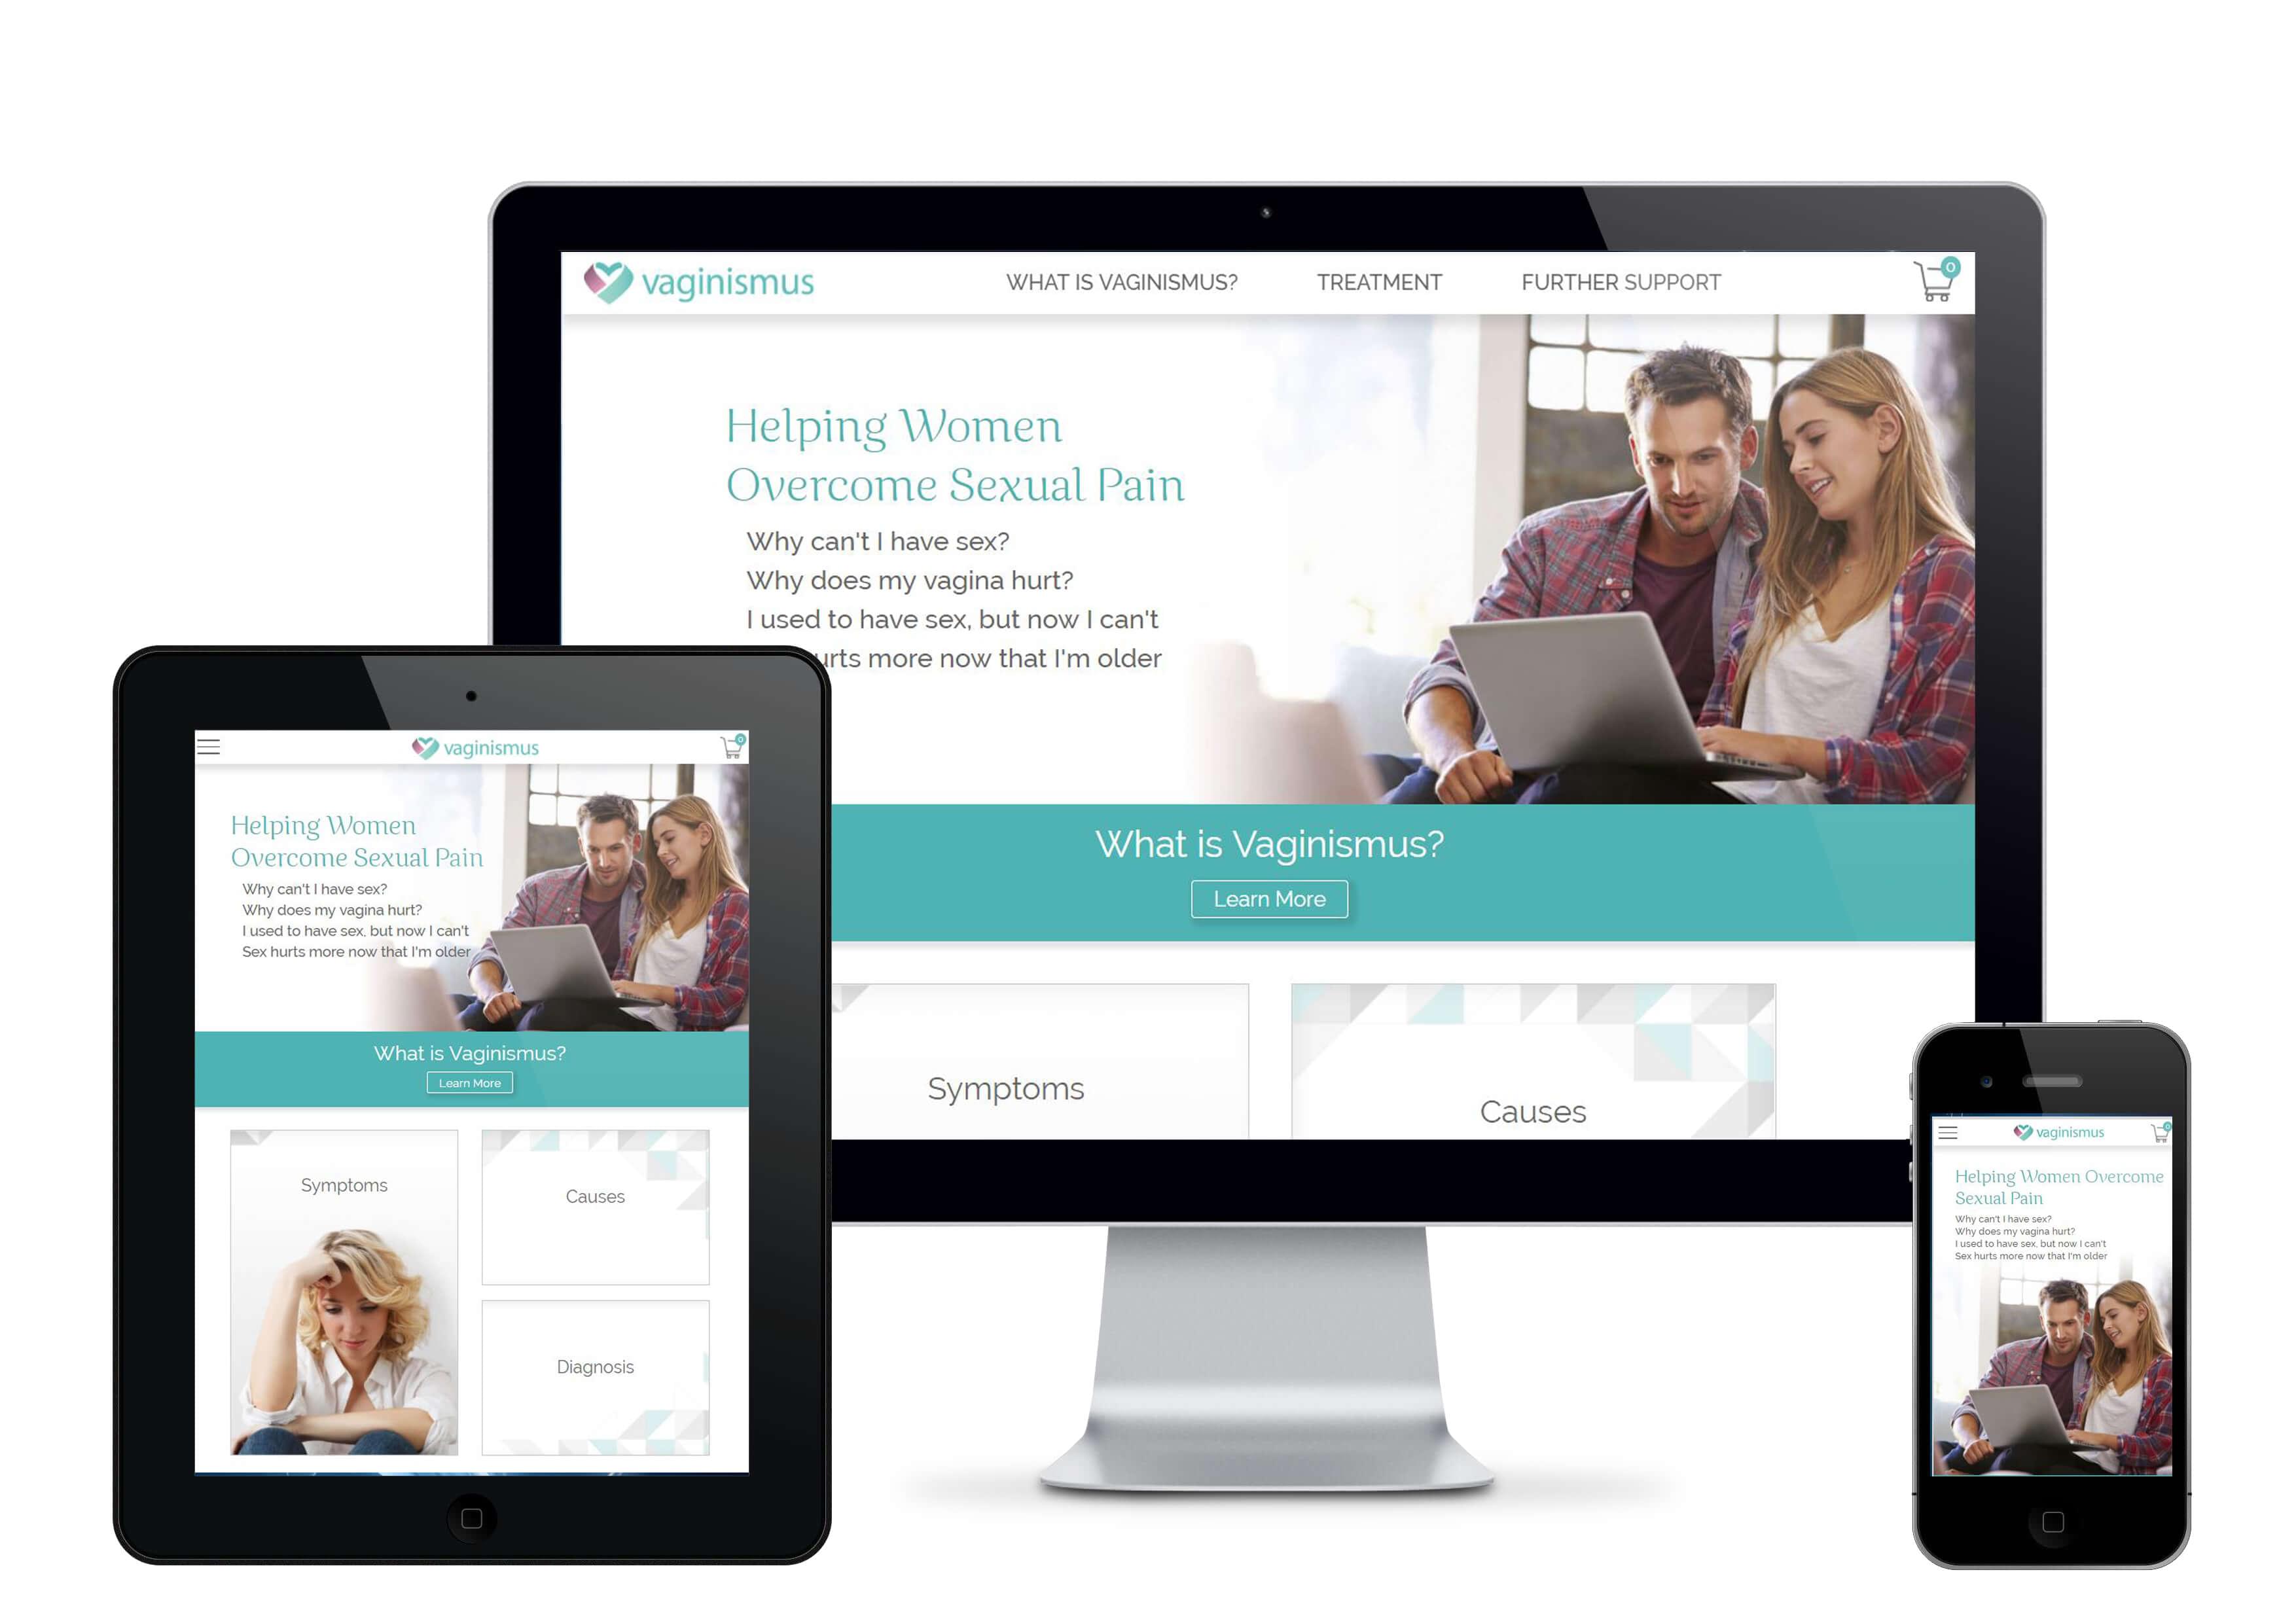 vaginismus
WHAT IS VAGINISMUS? TREATMENT FURTHER SUPPORT 0
Helping Women
Overcome Sexual Pain
Why can't I have sex?
Why does my vagina hurt?
I used to have sex, but now I can't
more now that I'm older
What is Vaginismus?
Learn More
Symptoms
Causes
vaginismus 0
Helping Women
Overcome Sexual Pain
Why can't I have sex?
Why does my vagina hurt?
I used to have sex, but now I can't
Sex hurts more now that I'm older
What is Vaginismus?
Learn More
Symptoms
Causes
Diagnosis
vaginismus 0
Helping Women Overcome
Sexual Pain
Why can't I have sex?
Why does my vagina hurt?
I used to have sex, but now I can't
Sex hurts more now that I'm older